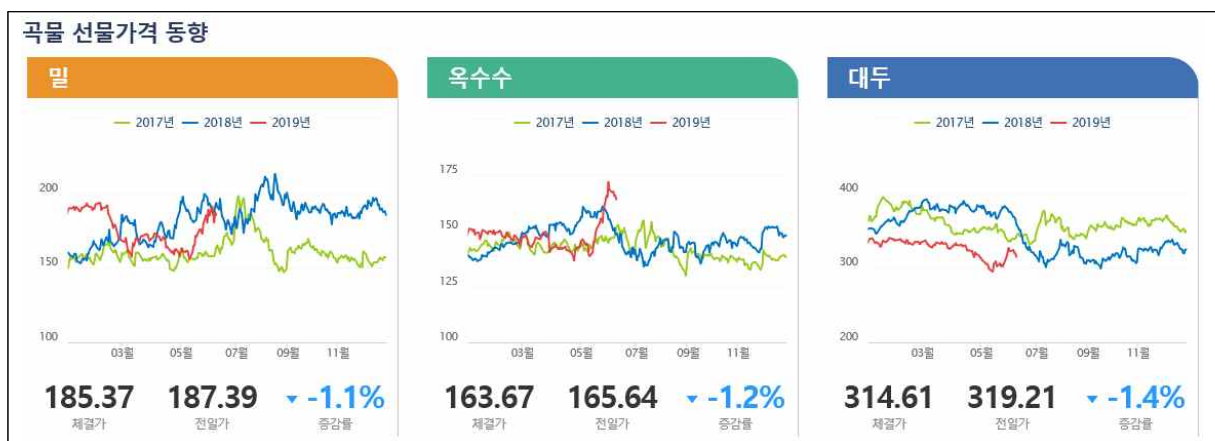 곡물 선물가격 동향
밀
2017년 2018년 2019년
200
150
100
03월 05월 07월 09월 11월
185.37 187.39 -1.1%
체결가 전일가 증감률
옥수수
2017년 2018년 2019년
175
150
125
100
03월 05월 07월 09월 11월
163.67 165.64 -1.2%
체결가 전일가 증감률
대두
2017년 2018년 2019년
400
300
200
03월 05월 07월 09월 11월
314.61 319.21 -1.4%
체결가 전일가 증감률